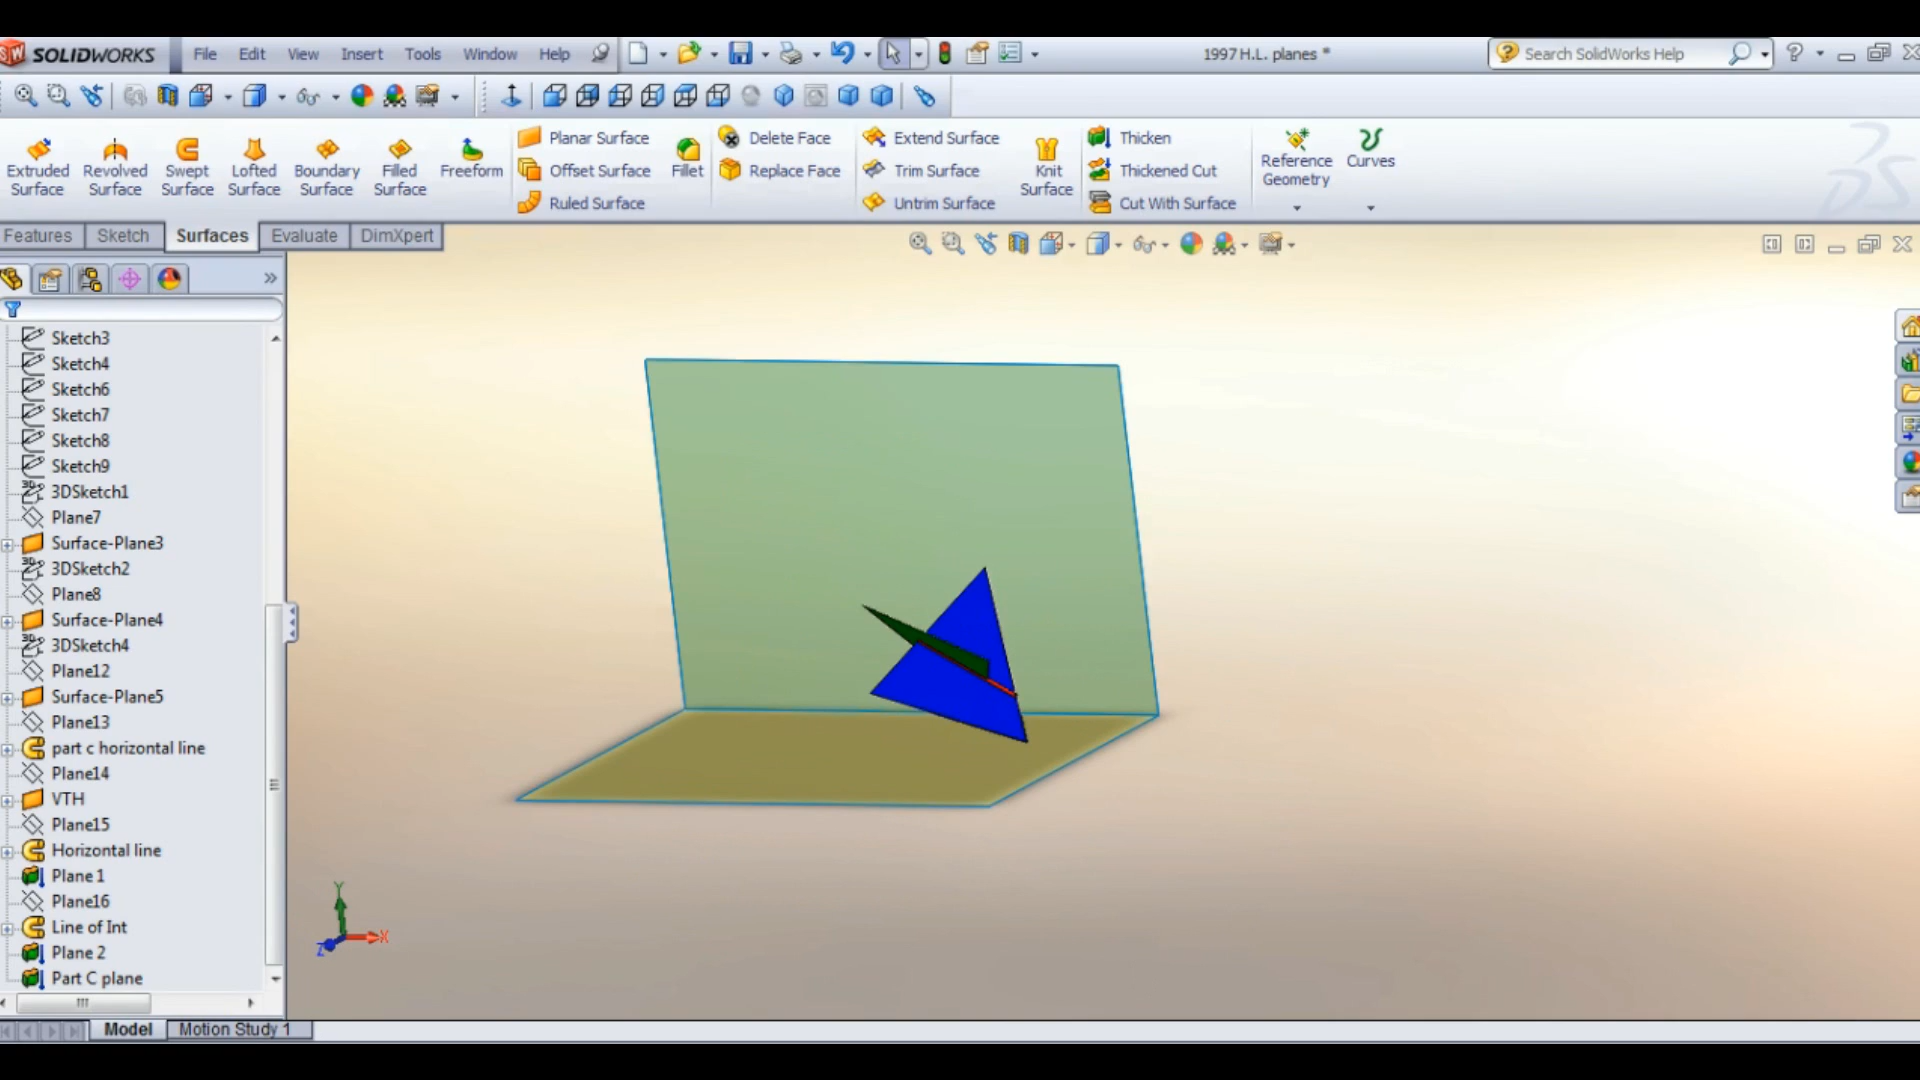 SOLIDWORKS File Edit View Insert Tools Window Help 1997 H.L. planes * Search SolidWorks Help
Extruded Surface
Revolved Surface
Swept Surface
Lofted Surface
Boundary Surface
Filled Surface
Freeform
Planar Surface
Offset Surface
Ruled Surface
Fillet
Delete Face
Replace Face
Extend Surface
Trim Surface
Untrim Surface
Knit Surface
Thicken
Thickened Cut
Cut With Surface
Reference Geometry
Curves
Features Sketch Surfaces Evaluate DimXpert
Sketch3
Sketch4
Sketch6
Sketch7
Sketch8
Sketch9
3DSketch1
Plane7
Surface-Plane3
3DSketch2
Plane8
Surface-Plane4
3DSketch4
Plane12
Surface-Plane5
Plane13
part c horizontal line
Plane14
VTH
Plane15
Horizontal line
Plane 1
Plane16
Line of Int
Plane 2
Part C plane
Y
X
Z
Model Motion Study 1